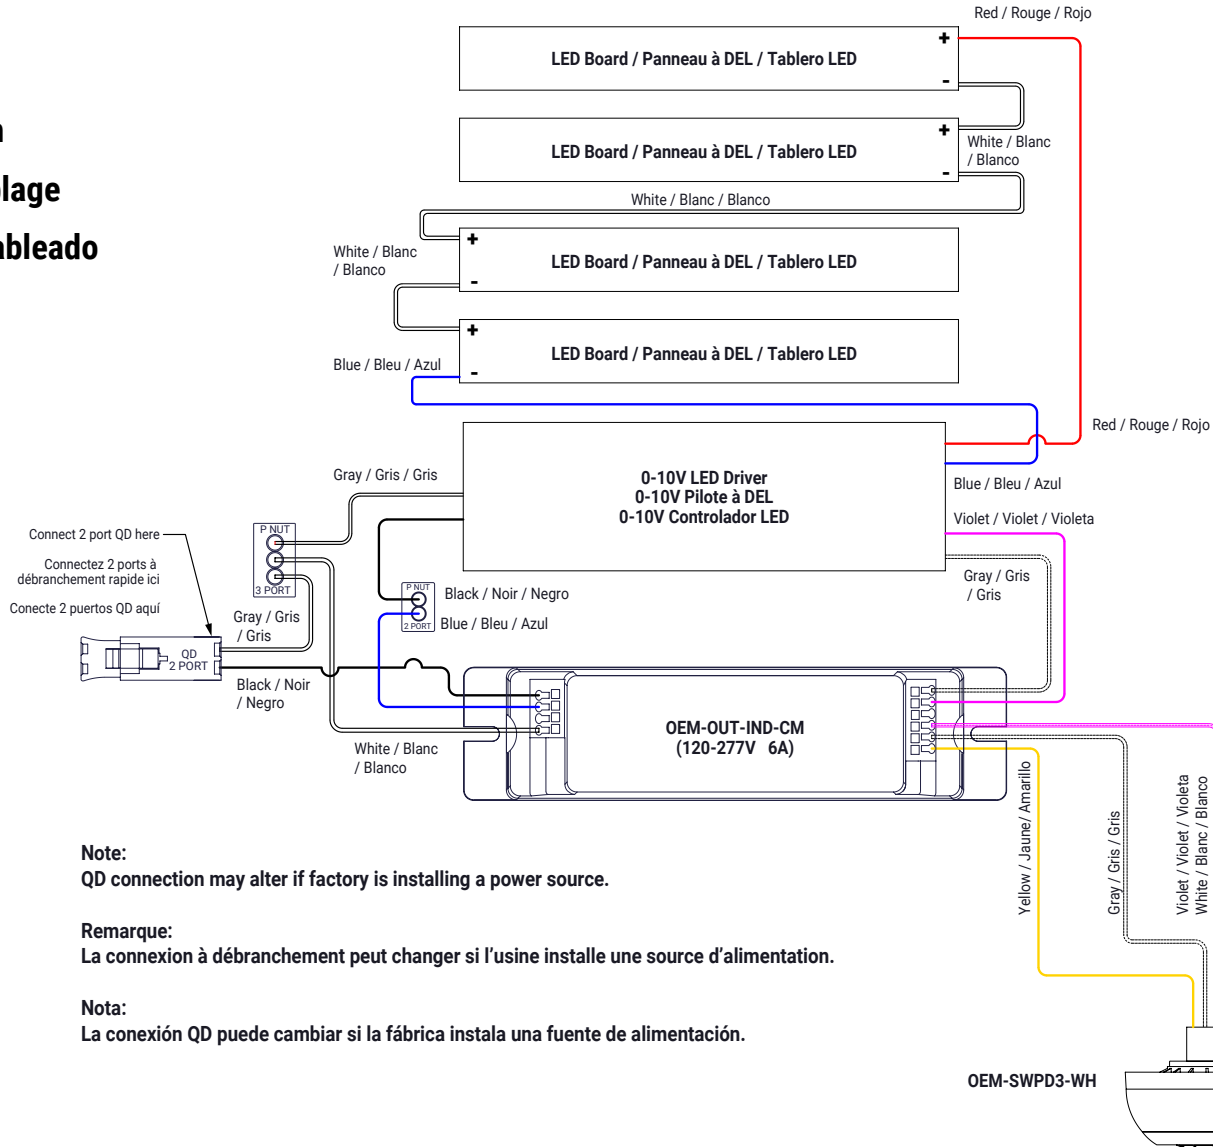 Red / Rouge / Rojo
+
LED Board / Panneau à DEL / Tablero LED
-
+
LED Board / Panneau à DEL / Tablero LED
-
White / Blanc
/ Blanco
White / Blanc / Blanco
ableado
White / Blanc
/ Blanco
+
LED Board / Panneau à DEL / Tablero LED
-
+
LED Board / Panneau à DEL / Tablero LED
-
Blue / Bleu / Azul
Red / Rouge / Rojo
Gray / Gris / Gris
0-10V LED Driver
0-10V Pilote à DEL
0-10V Controlador LED
Blue / Bleu / Azul
Violet / Violet / Violeta
Gray / Gris
/ Gris
Connect 2 port QD here
Connectez 2 ports à
débranchement rapide ici
Conecte 2 puertos QD aquí
P NUT
3 PORT
Gray / Gris
/ Gris
P NUT
2 PORT
Black / Noir / Negro
Blue / Bleu / Azul
QD
2 PORT
Black / Noir
/ Negro
White / Blanc
/ Blanco
OEM-OUT-IND-CM
(120-277V 6A)
Yellow / Jaune/ Amarillo
Gray / Gris / Gris
Violet / Violet / Violeta
White / Blanc / Blanco
Note:
QD connection may alter if factory is installing a power source.
Remarque:
La connexion à débranchement peut changer si l’usine installe une source d’alimentation.
Nota:
La conexión QD puede cambiar si la fábrica instala una fuente de alimentación.
OEM-SWPD3-WH